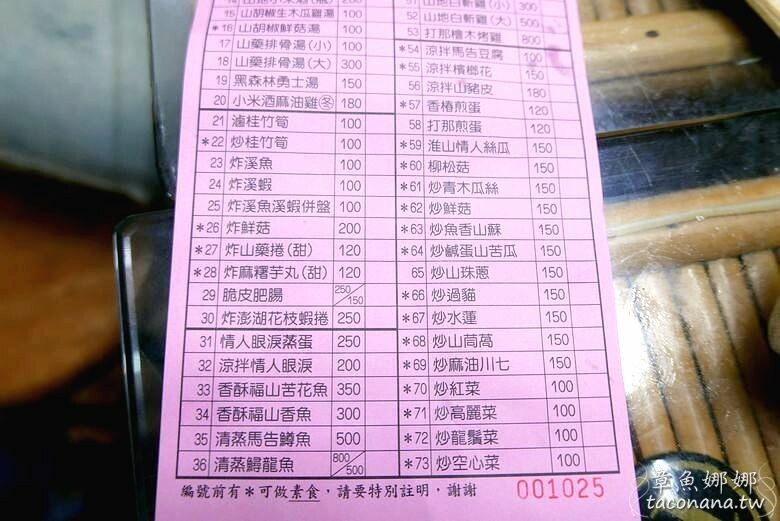 15 山胡椒生木瓜雞湯 100
*16 山胡椒鮮菇湯 100
17 山藥排骨湯(小) 100
18 山藥排骨湯(大) 300
19 黑森林勇士湯 150
20 小米酒麻油雞㊡ 180
21 滷桂竹筍 100
*22 炒桂竹筍 100
23 炸溪魚 100
24 炸溪蝦 100
25 炸溪魚溪蝦併盤 100
*26 炸鮮菇 200
*27 炸山藥捲(甜) 120
*28 炸麻糬芋丸(甜) 120
29 脆皮肥腸 250/150
30 炸澎湖花枝蝦捲 250
31 情人眼淚蒸蛋 250
32 涼拌情人眼淚 200
33 香酥福山苦花魚 350
34 香酥福山香魚 300
35 清蒸馬告鱒魚 500
36 清蒸鱘龍魚 800/500
51 山地白斬雞(小) 300
52 山地白斬雞(大) 500
53 打那檜木烤雞 800
*54 涼拌馬告豆腐 100
*55 涼拌檳榔花 150
56 涼拌山豬皮 180
*57 香椿煎蛋 120
58 打那煎蛋 120
*59 淮山情人絲瓜 150
*60 柳松菇 150
*61 炒青木瓜絲 150
*62 炒鮮菇 150
*63 炒魚香山蘇 150
*64 炒鹹蛋山苦瓜 150
65 炒山珠蔥 150
*66 炒過貓 150
*67 炒水蓮 150
*68 炒山茼萵 150
*69 炒麻油川七 150
*70 炒紅菜 100
*71 炒高麗菜 100
*72 炒龍鬚菜 100
*73 炒空心菜 100
編號前有*可做素食，請要特別註明，謝謝 001025
章魚娜娜
taconana.tw